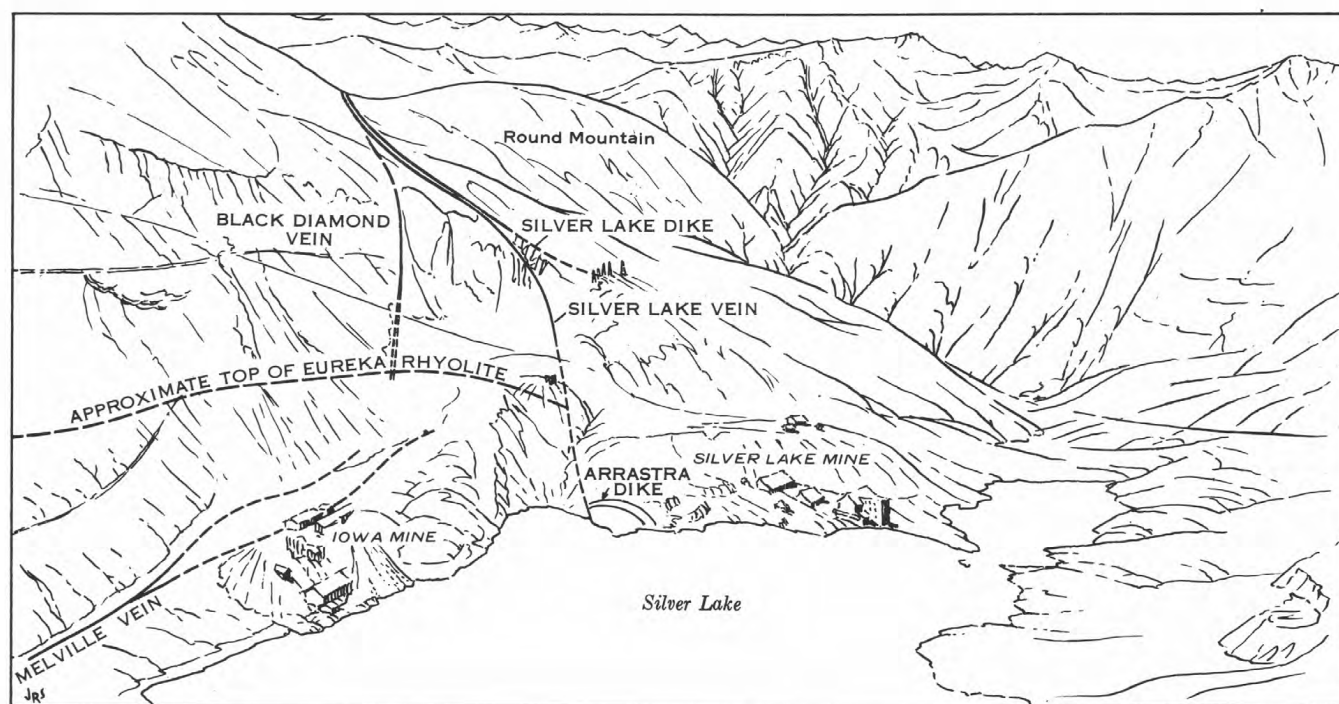 Round Mountain
BLACK DIAMOND
VEIN
SILVER LAKE DIKE
SILVER LAKE VEIN
APPROXIMATE TOP OF EUREKA RHYOLITE
SILVER LAKE MINE
ARRASTRA
DIKE
IOWA MINE
Silver Lake
MELVILLE VEIN
JRS